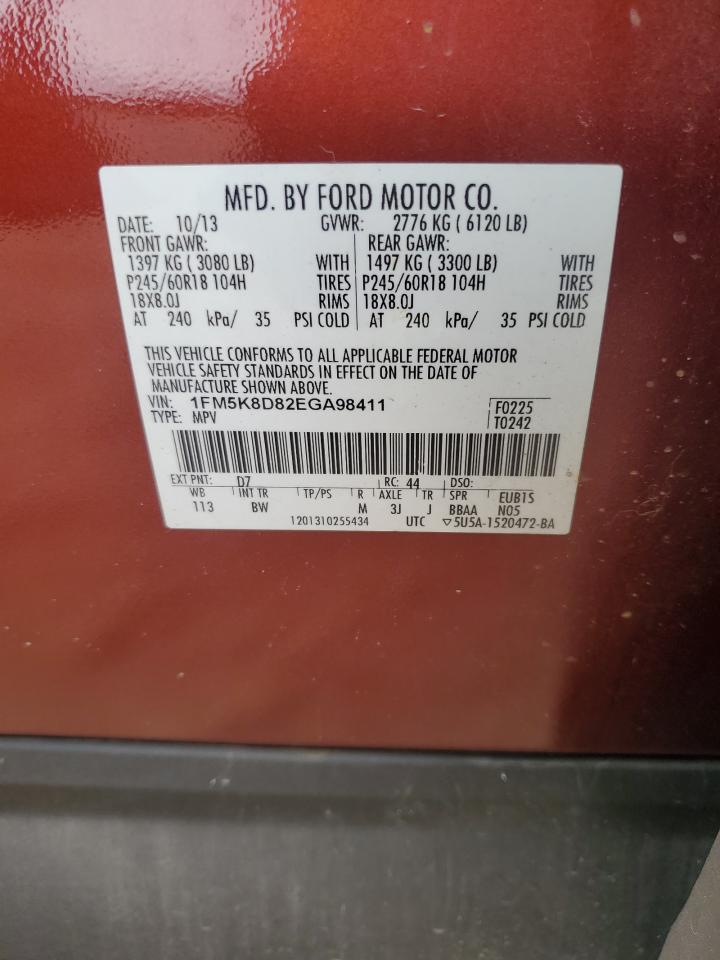 MFD. BY FORD MOTOR CO.
DATE: 10/13 GVWR: 2776 KG ( 6120 LB)
FRONT GAWR: REAR GAWR:
1397 KG ( 3080 LB) WITH 1497 KG ( 3300 LB) WITH
P245/60R18 104H TIRES P245/60R18 104H TIRES
18X8.0J RIMS 18X8.0J RIMS
AT 240 kPa/ 35 PSI COLD AT 240 kPa/ 35 PSI COLD
THIS VEHICLE CONFORMS TO ALL APPLICABLE FEDERAL MOTOR
VEHICLE SAFETY STANDARDS IN EFFECT ON THE DATE OF
MANUFACTURE SHOWN ABOVE.
VIN: 1FM5K8D82EGA98411 F0225
TYPE: MPV T0242
EXT PNT: D7 RC: 44 DSO:
WB INT TR TP/PS R AXLE TR SPR EUB1S
113 BW M 3J J BBAA N05
1201310255434 UTC ▽5U5A-1520472-BA